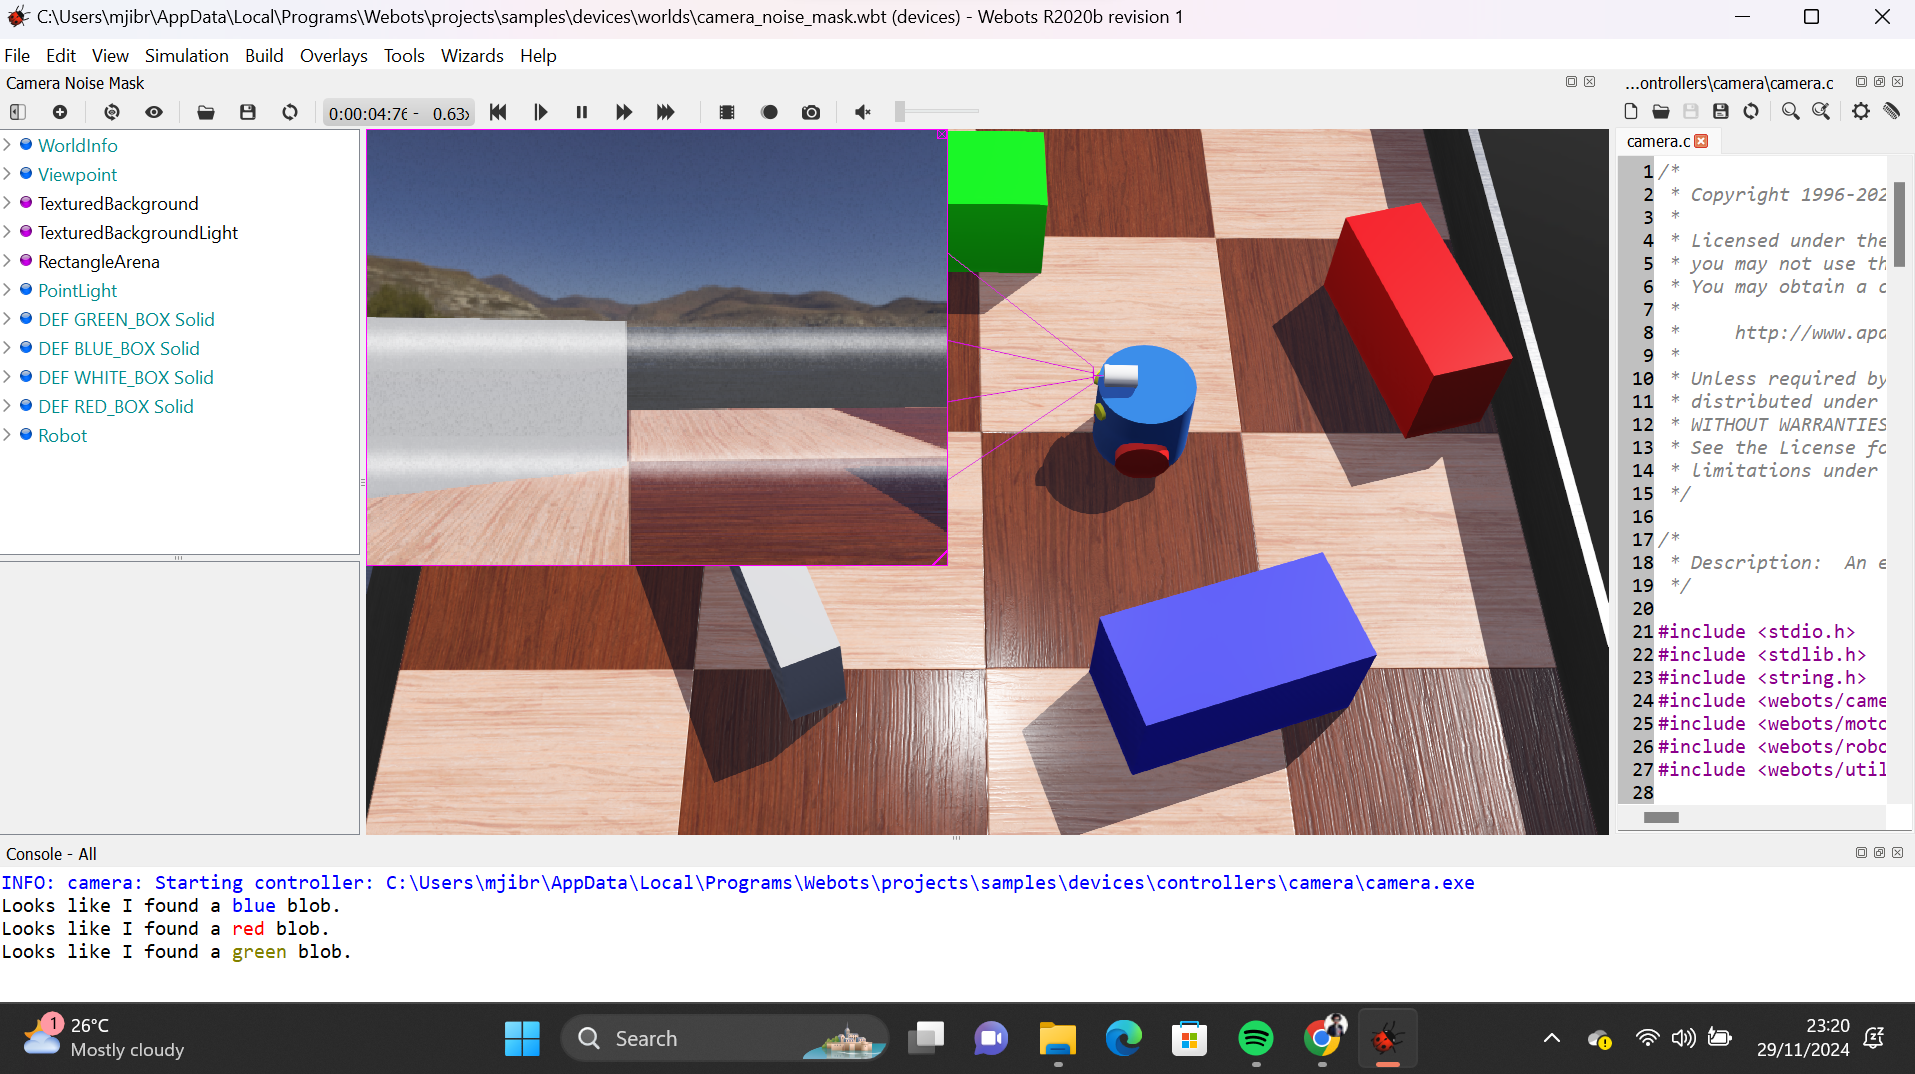 C:\Users\mjibr\AppData\Local\Programs\Webots\projects\samples\devices\worlds\camera_noise_mask.wbt (devices) - Webots R2020b revision 1
File Edit View Simulation Build Overlays Tools Wizards Help
Camera Noise Mask
0:00:04:76 - 0.63x
WorldInfo
Viewpoint
TexturedBackground
TexturedBackgroundLight
RectangleArena
PointLight
DEF GREEN_BOX Solid
DEF BLUE_BOX Solid
DEF WHITE_BOX Solid
DEF RED_BOX Solid
Robot
...ontrollers\camera\camera.c
camera.c
1 /*
2 * Copyright 1996-202
3 *
4 * Licensed under the
5 * you may not use th
6 * You may obtain a c
7 *
8 * http://www.apa
9 *
10 * Unless required by
11 * distributed under
12 * WITHOUT WARRANTIES
13 * See the License fo
14 * limitations under
15 */
16
17 /*
18 * Description: An e
19 */
20
21 #include <stdio.h>
22 #include <stdlib.h>
23 #include <string.h>
24 #include <webots/came
25 #include <webots/moto
26 #include <webots/robo
27 #include <webots/util
28
Console - All
INFO: camera: Starting controller: C:\Users\mjibr\AppData\Local\Programs\Webots\projects\samples\devices\controllers\camera\camera.exe
Looks like I found a blue blob.
Looks like I found a red blob.
Looks like I found a green blob.
1
26°C
Mostly cloudy
Search
23:20
29/11/2024